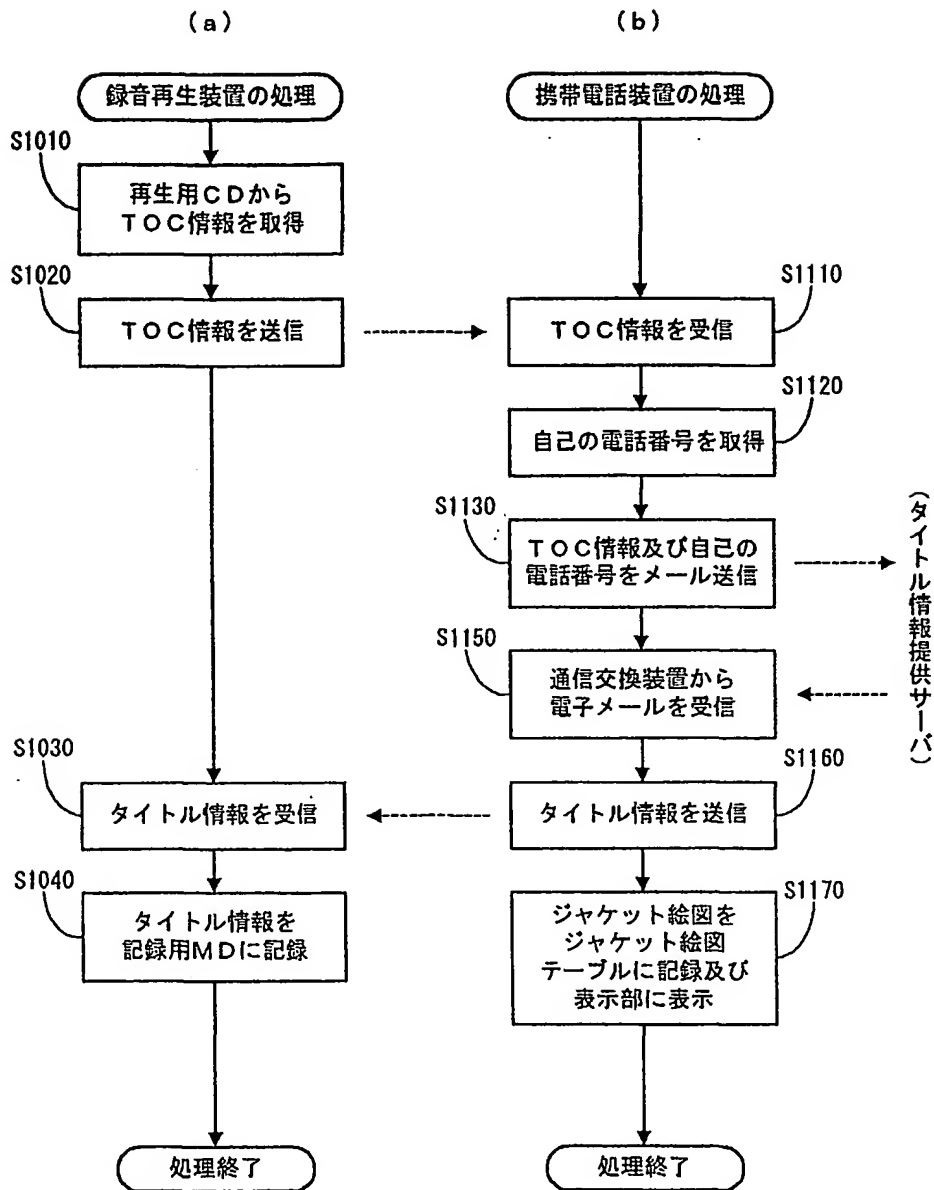 (a)
録音再生装置の処理
S1010
再生用CDから
TOC情報を取得
S1020
TOC情報を送信
S1030
タイトル情報を受信
S1040
タイトル情報を
記録用MDに記録
処理終了
(b)
携帯電話装置の処理
S1110
TOC情報を受信
S1120
自己の電話番号を取得
S1130
TOC情報及び自己の
電話番号をメール送信
(タイトル情報提供サーバ)
S1150
通信交換装置から
電子メールを受信
S1160
タイトル情報を送信
S1170
ジャケット絵図を
ジャケット絵図
テーブルに記録及び
表示部に表示
処理終了